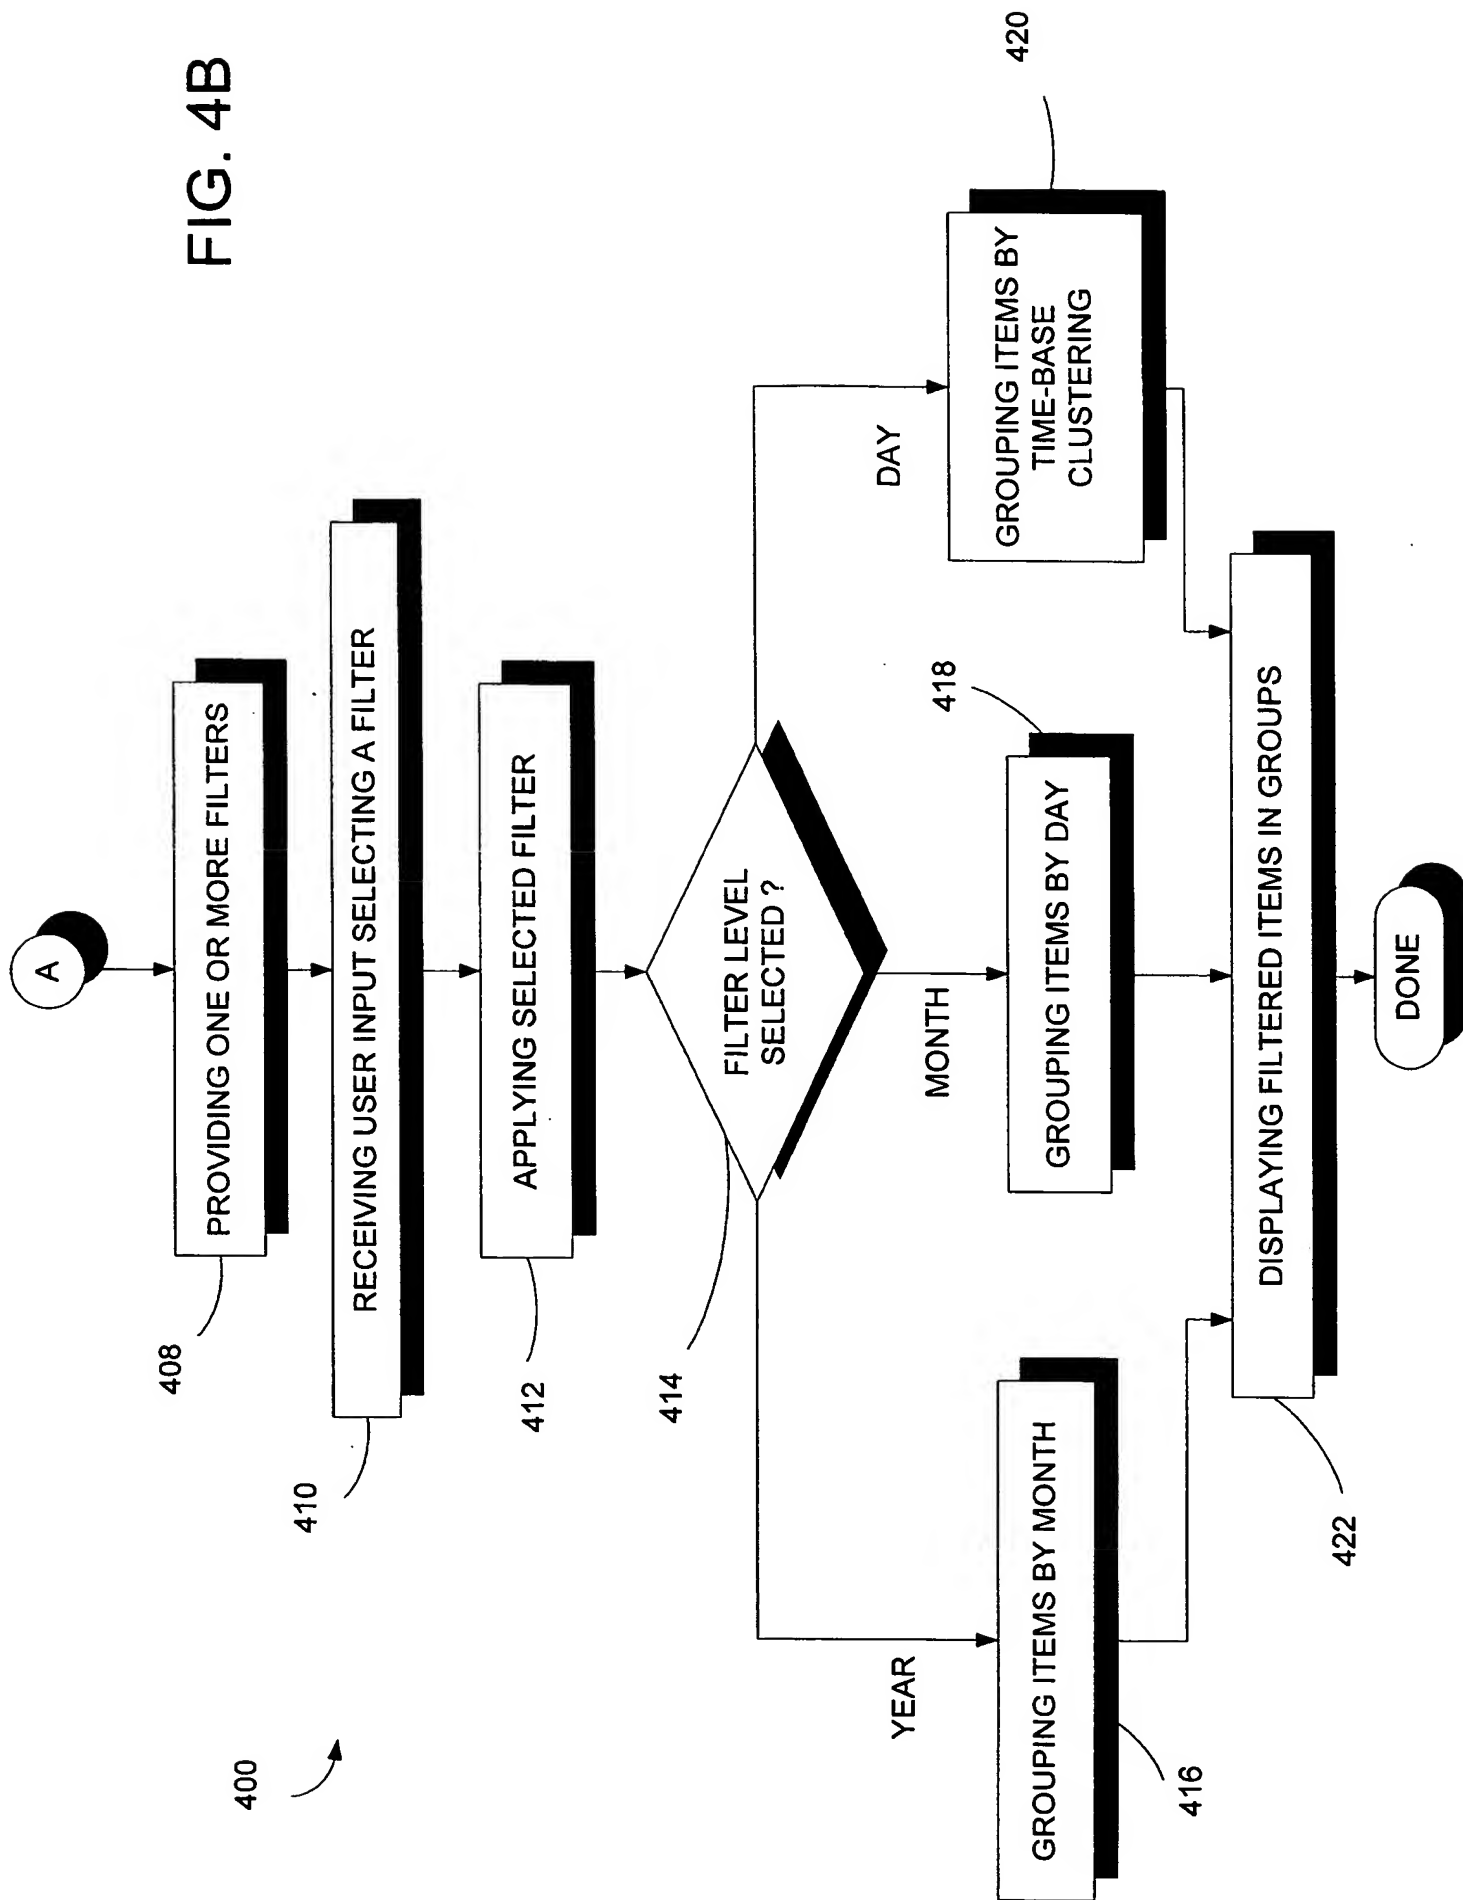 FIG. 4B
400
A
PROVIDING ONE OR MORE FILTERS
408
RECEIVING USER INPUT SELECTING A FILTER
410
APPLYING SELECTED FILTER
412
FILTER LEVEL
SELECTED ?
414
YEAR
MONTH
DAY
GROUPING ITEMS BY MONTH
416
GROUPING ITEMS BY DAY
418
GROUPING ITEMS BY
TIME-BASE
CLUSTERING
420
DISPLAYING FILTERED ITEMS IN GROUPS
422
DONE